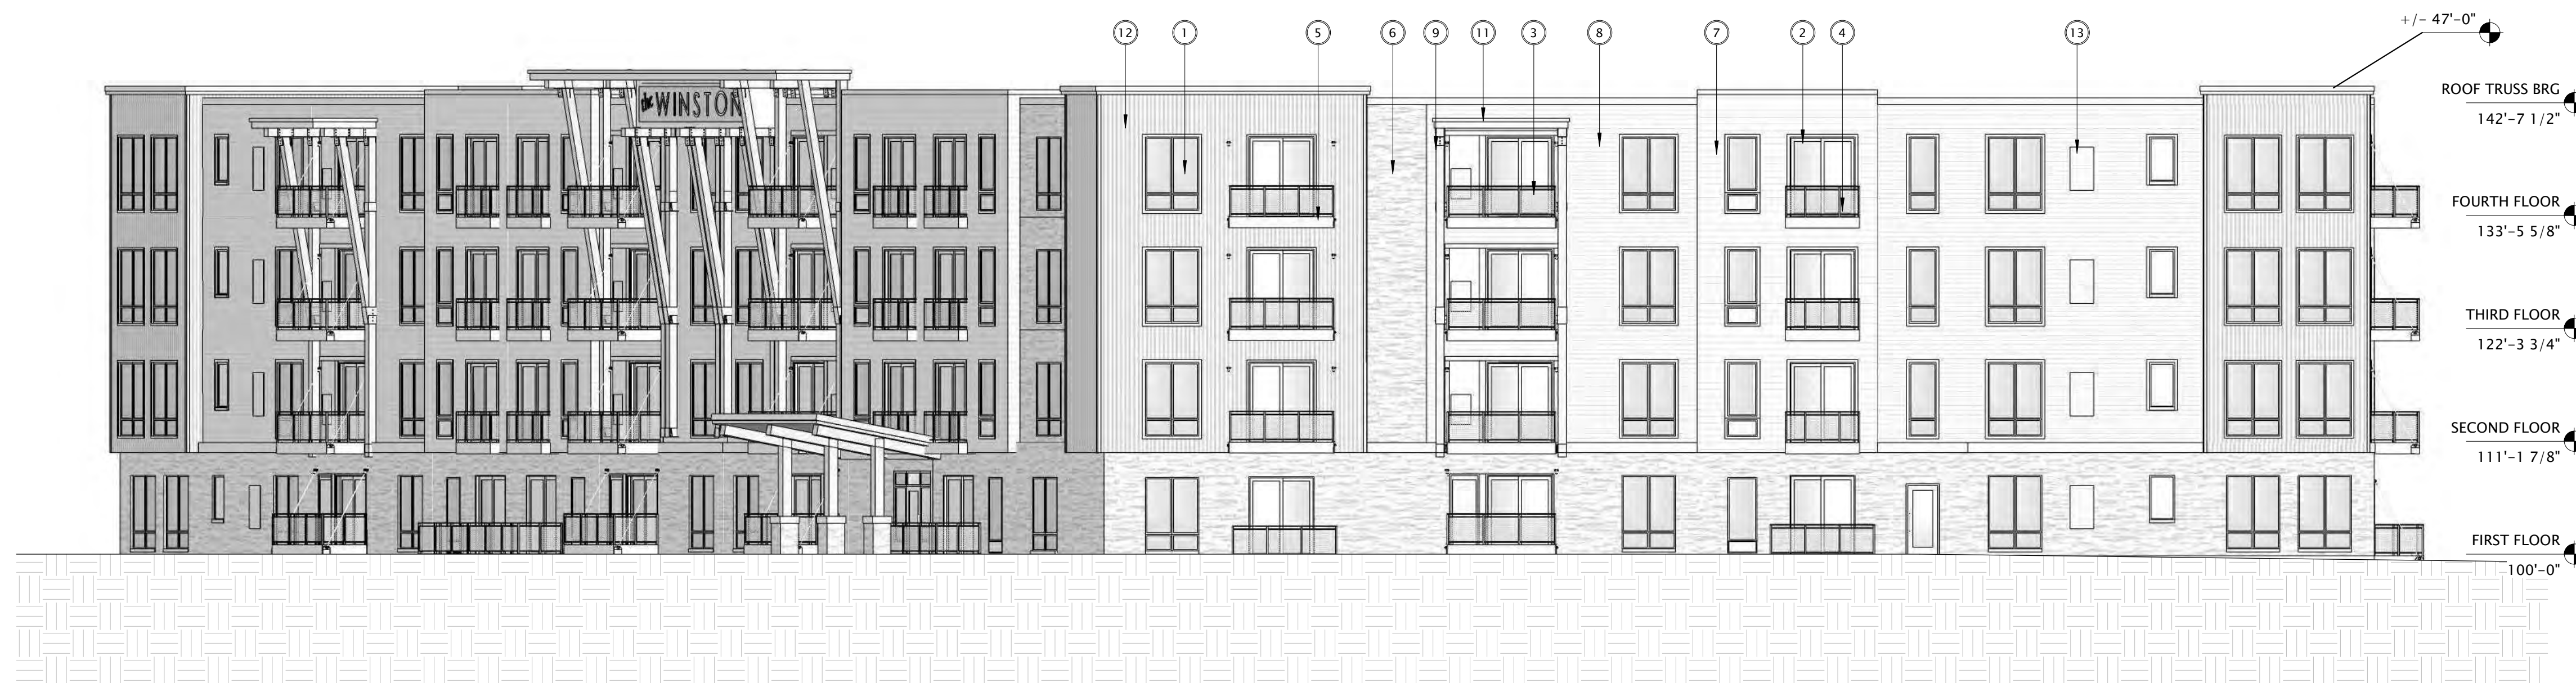 +/- 47'-0"
12 1 5 6 9 11 3 8 7 2 4 13
the WINSTON
ROOF TRUSS BRG
142'-7 1/2"
FOURTH FLOOR
133'-5 5/8"
THIRD FLOOR
122'-3 3/4"
SECOND FLOOR
111'-1 7/8"
FIRST FLOOR
100'-0"